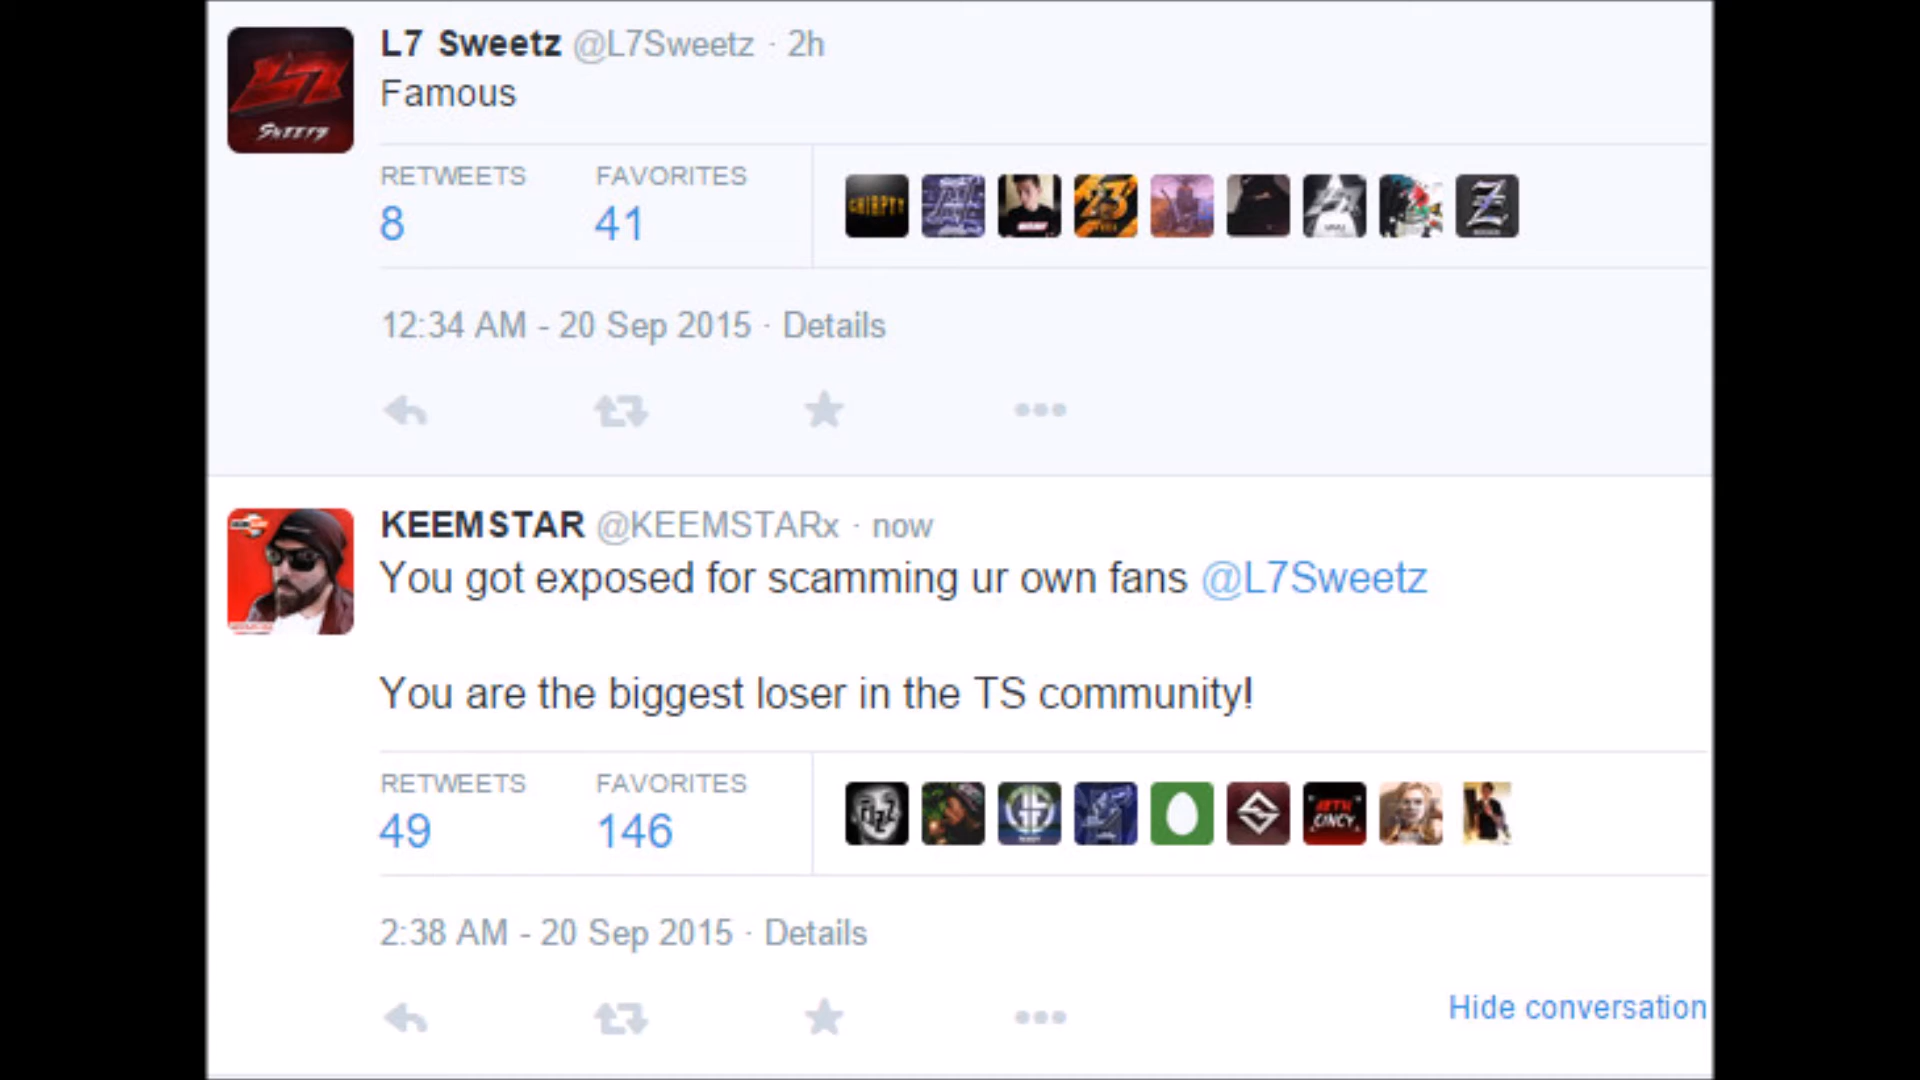 L7 Sweetz @L7Sweetz · 2h
Famous
RETWEETS FAVORITES
8 41
12:34 AM - 20 Sep 2015 · Details
KEEMSTAR @KEEMSTARx · now
You got exposed for scamming ur own fans @L7Sweetz
You are the biggest loser in the TS community!
RETWEETS FAVORITES
49 146
2:38 AM - 20 Sep 2015 · Details
Hide conversation